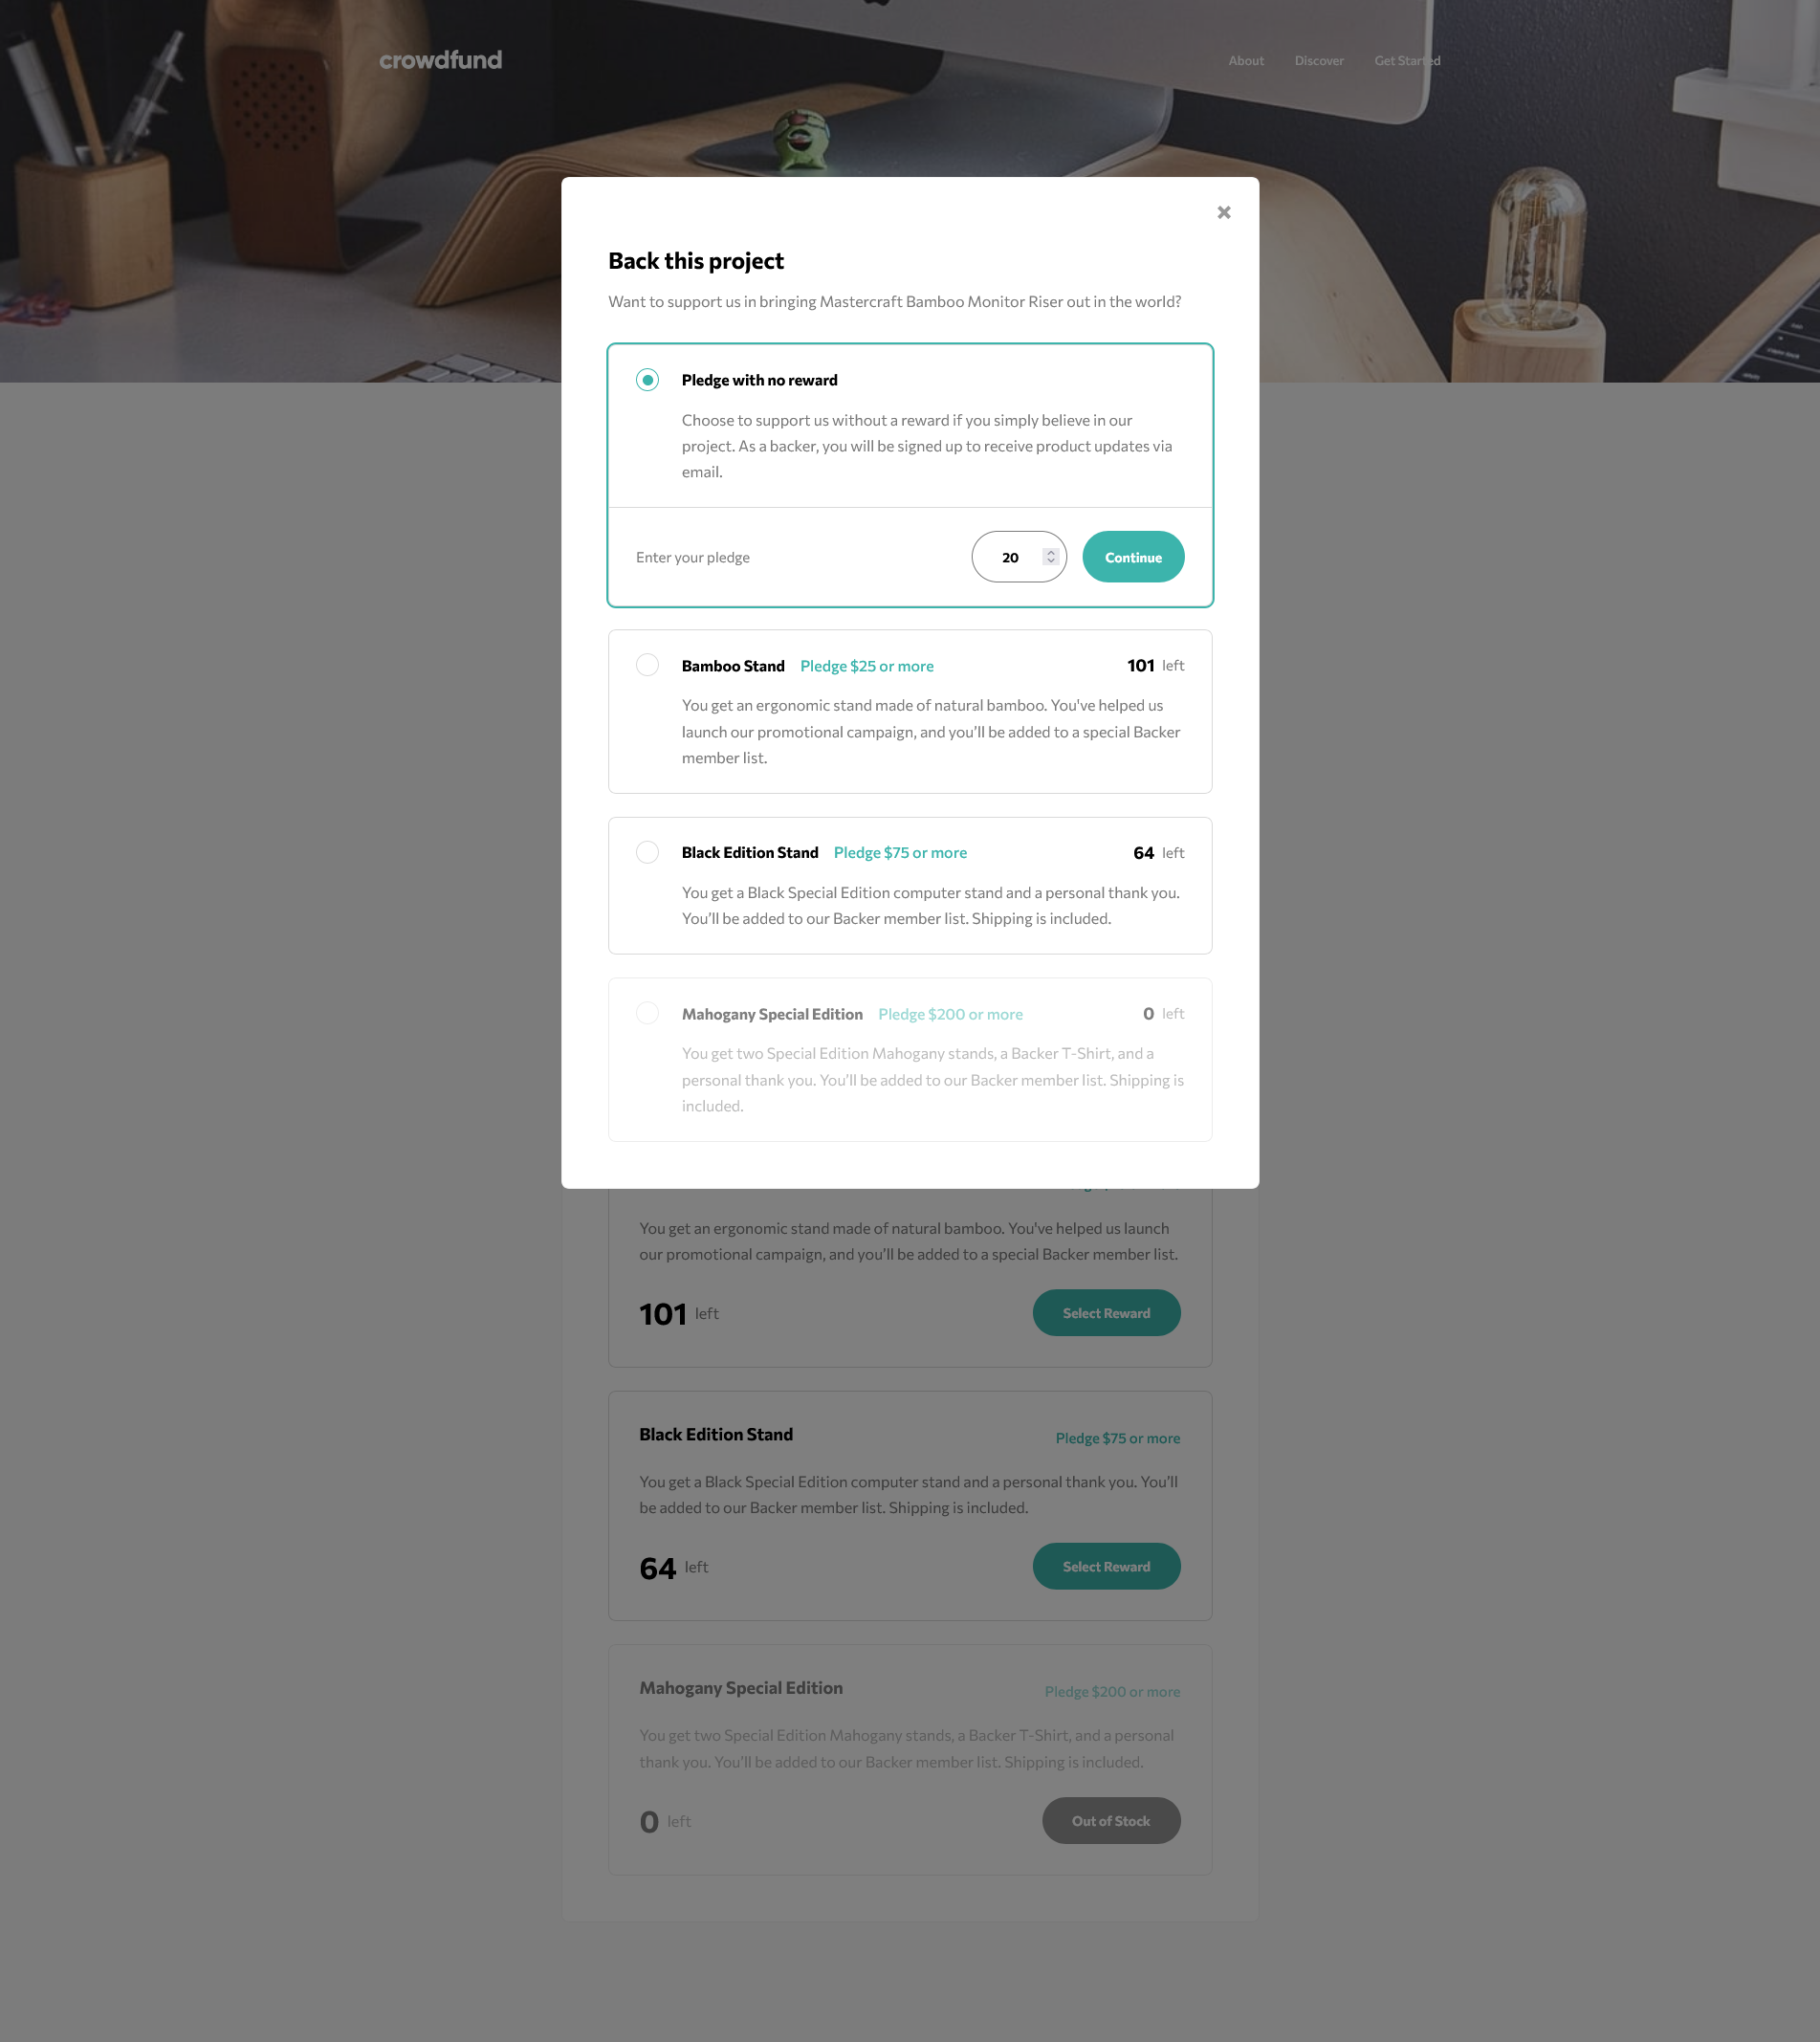 crowdfund
About Discover Get Started
Back this project
Want to support us in bringing Mastercraft Bamboo Monitor Riser out in the world?
Pledge with no reward
Choose to support us without a reward if you simply believe in our
project. As a backer, you will be signed up to receive product updates via
email.
Enter your pledge 20 Continue
Bamboo Stand Pledge $25 or more 101 left
You get an ergonomic stand made of natural bamboo. You've helped us
launch our promotional campaign, and you'll be added to a special Backer
member list.
Black Edition Stand Pledge $75 or more 64 left
You get a Black Special Edition computer stand and a personal thank you.
You'll be added to our Backer member list. Shipping is included.
Mahogany Special Edition Pledge $200 or more 0 left
You get two Special Edition Mahogany stands, a Backer T-Shirt, and a
personal thank you. You'll be added to our Backer member list. Shipping is
included.
You get an ergonomic stand made of natural bamboo. You've helped us launch
our promotional campaign, and you'll be added to a special Backer member list.
101 left Select Reward
Black Edition Stand Pledge $75 or more
You get a Black Special Edition computer stand and a personal thank you. You'll
be added to our Backer member list. Shipping is included.
64 left Select Reward
Mahogany Special Edition Pledge $200 or more
You get two Special Edition Mahogany stands, a Backer T-Shirt, and a personal
thank you. You'll be added to our Backer member list. Shipping is included.
0 left Out of Stock